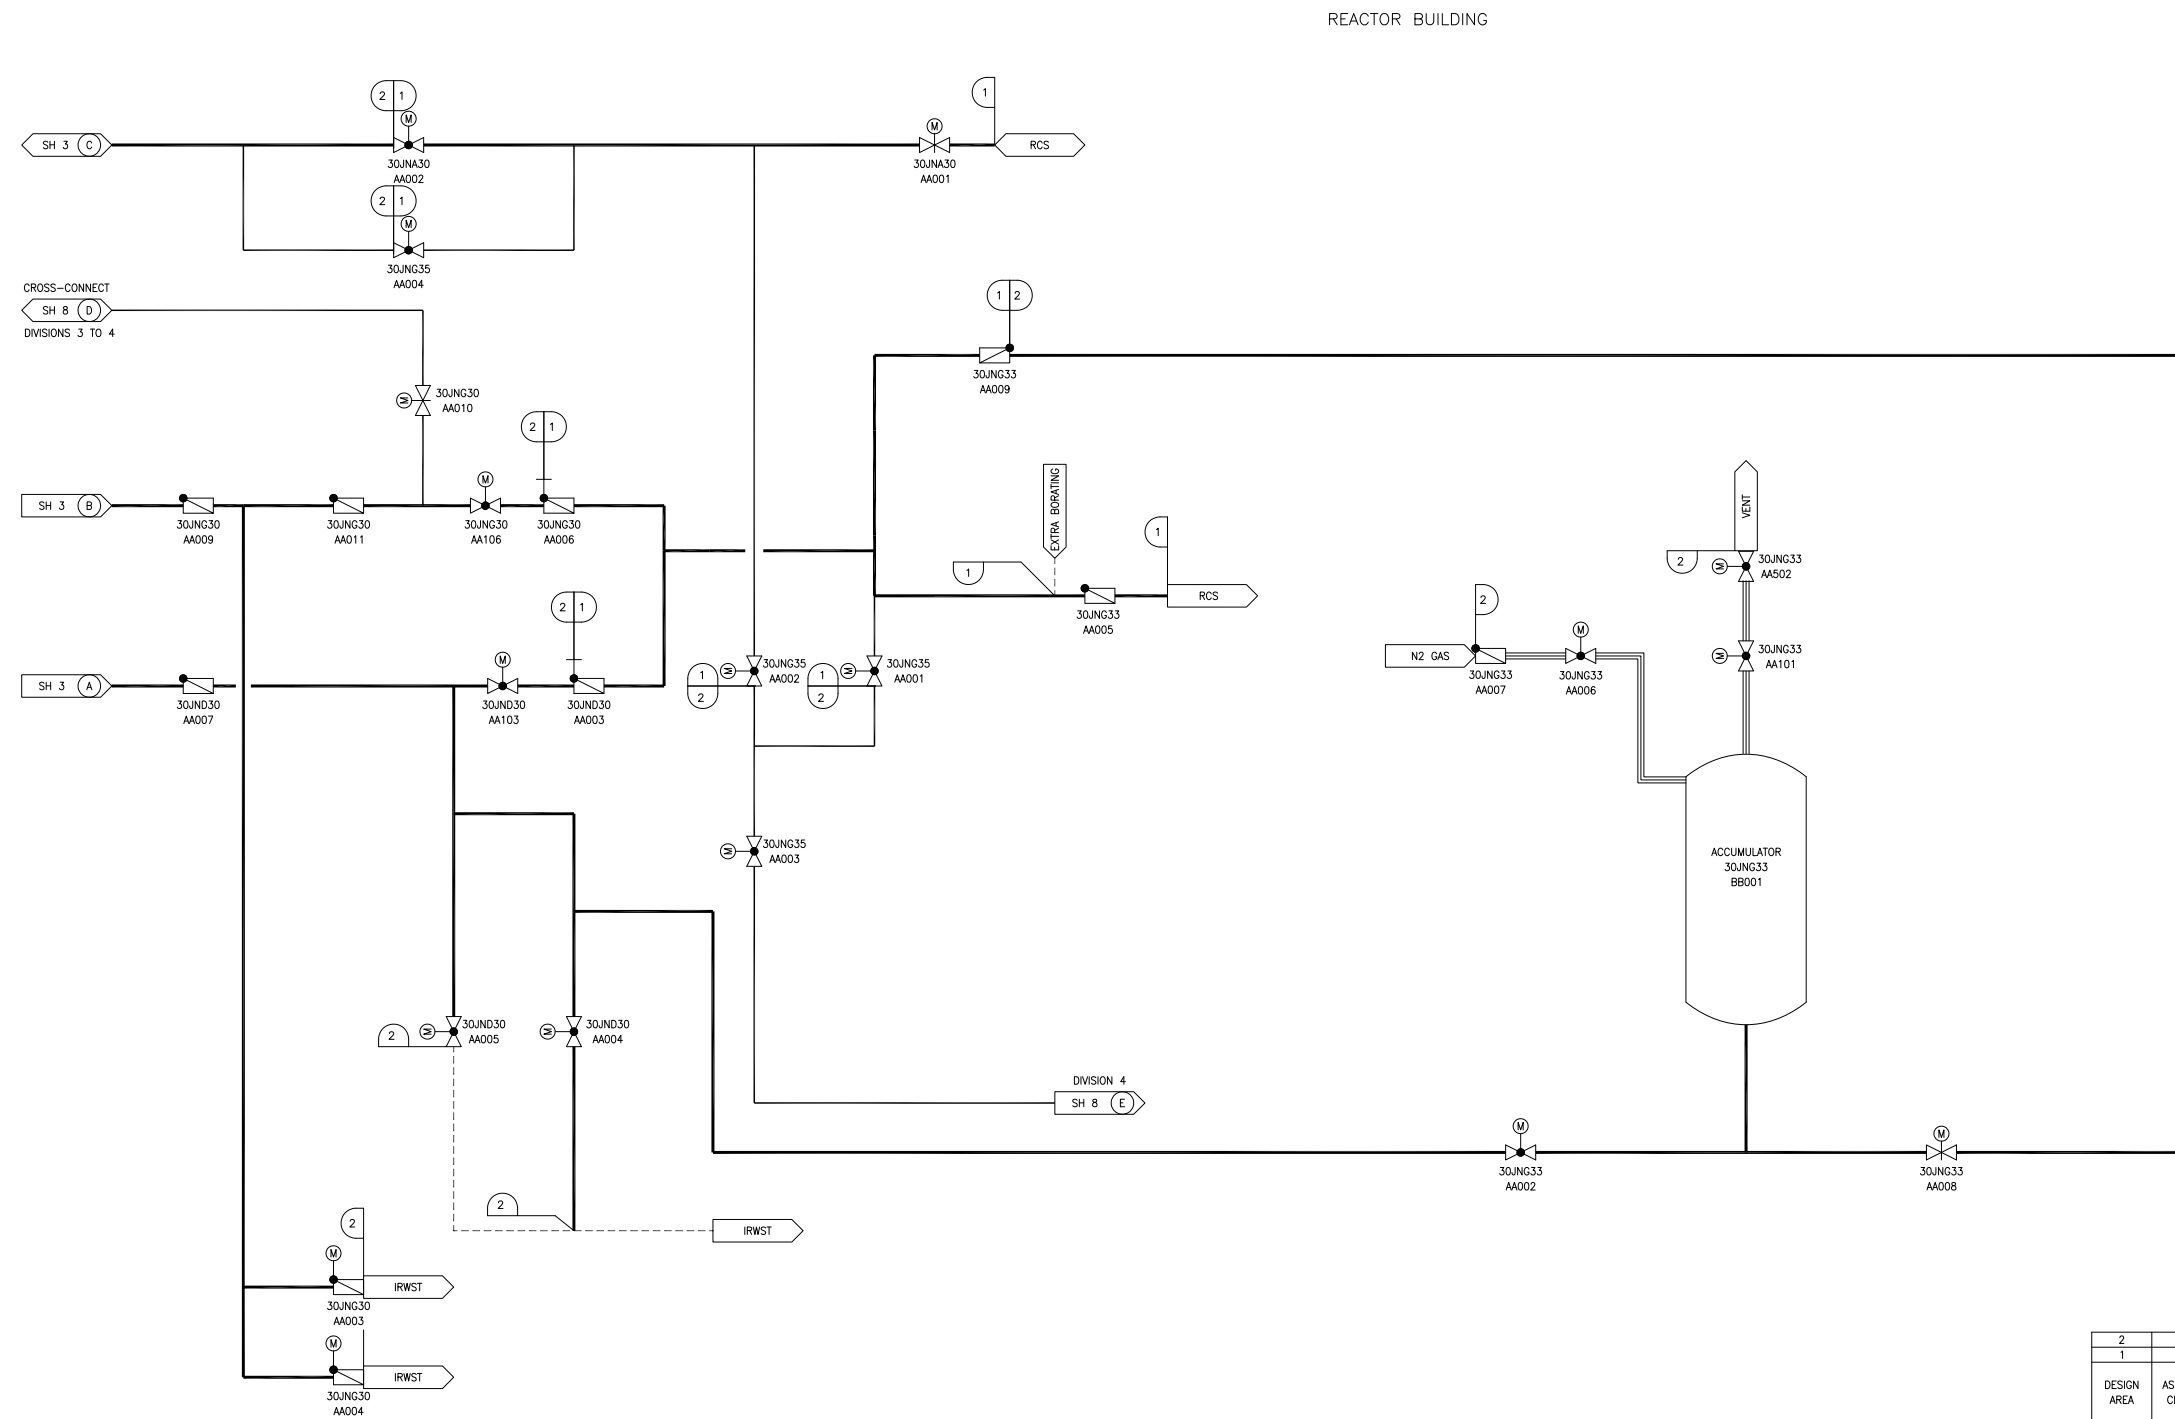 REACTOR BUILDING
2 1
M
1
M
SH 3 C
RCS
30JNA30
AA002
30JNA30
AA001
2 1
M
30JNG35
AA004
CROSS-CONNECT
SH 8 D
DIVISIONS 3 TO 4
1 2
30JNG33
AA009
M
30JNG30
AA010
2 1
M
SH 3 B
30JNG30
AA009
30JNG30
AA011
30JNG30
AA106
30JNG30
AA006
EXTRA BORATING
1
1
RCS
30JNG33
AA005
VENT
2
M
30JNG33
AA502
2
N2 GAS
M
30JNG33
AA007
30JNG33
AA006
M
30JNG33
AA101
2 1
M
SH 3 A
30JND30
AA007
30JND30
AA103
30JND30
AA003
1
2
M
30JNG35
AA002
1
2
M
30JNG35
AA001
M
30JNG35
AA003
ACCUMULATOR
30JNG33
BB001
2
M
30JND30
AA005
M
30JND30
AA004
DIVISION 4
SH 8 E
M
30JNG33
AA002
M
30JNG33
AA008
2
IRWST
2
M
IRWST
30JNG30
AA003
M
IRWST
30JNG30
AA004
2
1
DESIGN
AREA